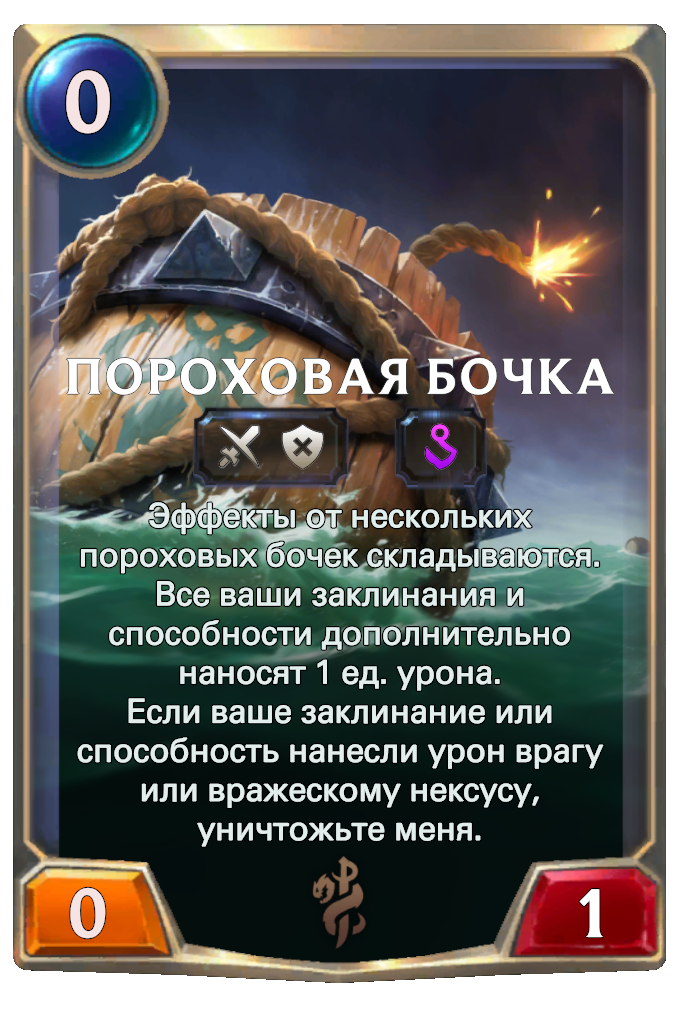 0
ПОРОХОВАЯ БОЧКА
Эффекты от нескольких
пороховых бочек складываются.
Все ваши заклинания и
способности дополнительно
наносят 1 ед. урона.
Если ваше заклинание или
способность нанесли урон врагу
или вражескому нексусу,
уничтожьте меня.
0
1